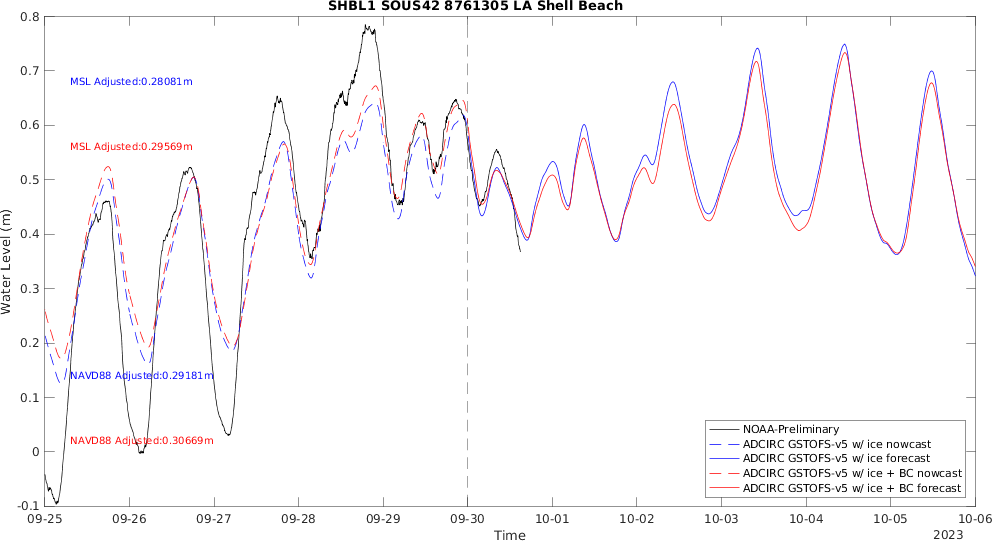 SHBL1 SOUS42 8761305 LA Shell Beach
0.8
0.7
0.6
0.5
0.4
0.3
0.2
0.1
0
-0.1
Water Level (m)
MSL Adjusted:0.28081m
MSL Adjusted:0.29569m
NAVD88 Adjusted:0.29181m
NAVD88 Adjusted:0.30669m
NOAA-Preliminary
ADCIRC GSTOFS-v5 w/ ice nowcast
ADCIRC GSTOFS-v5 w/ ice forecast
ADCIRC GSTOFS-v5 w/ ice + BC nowcast
ADCIRC GSTOFS-v5 w/ ice + BC forecast
09-25 09-26 09-27 09-28 09-29 09-30 10-01 10-02 10-03 10-04 10-05 10-06
Time
2023